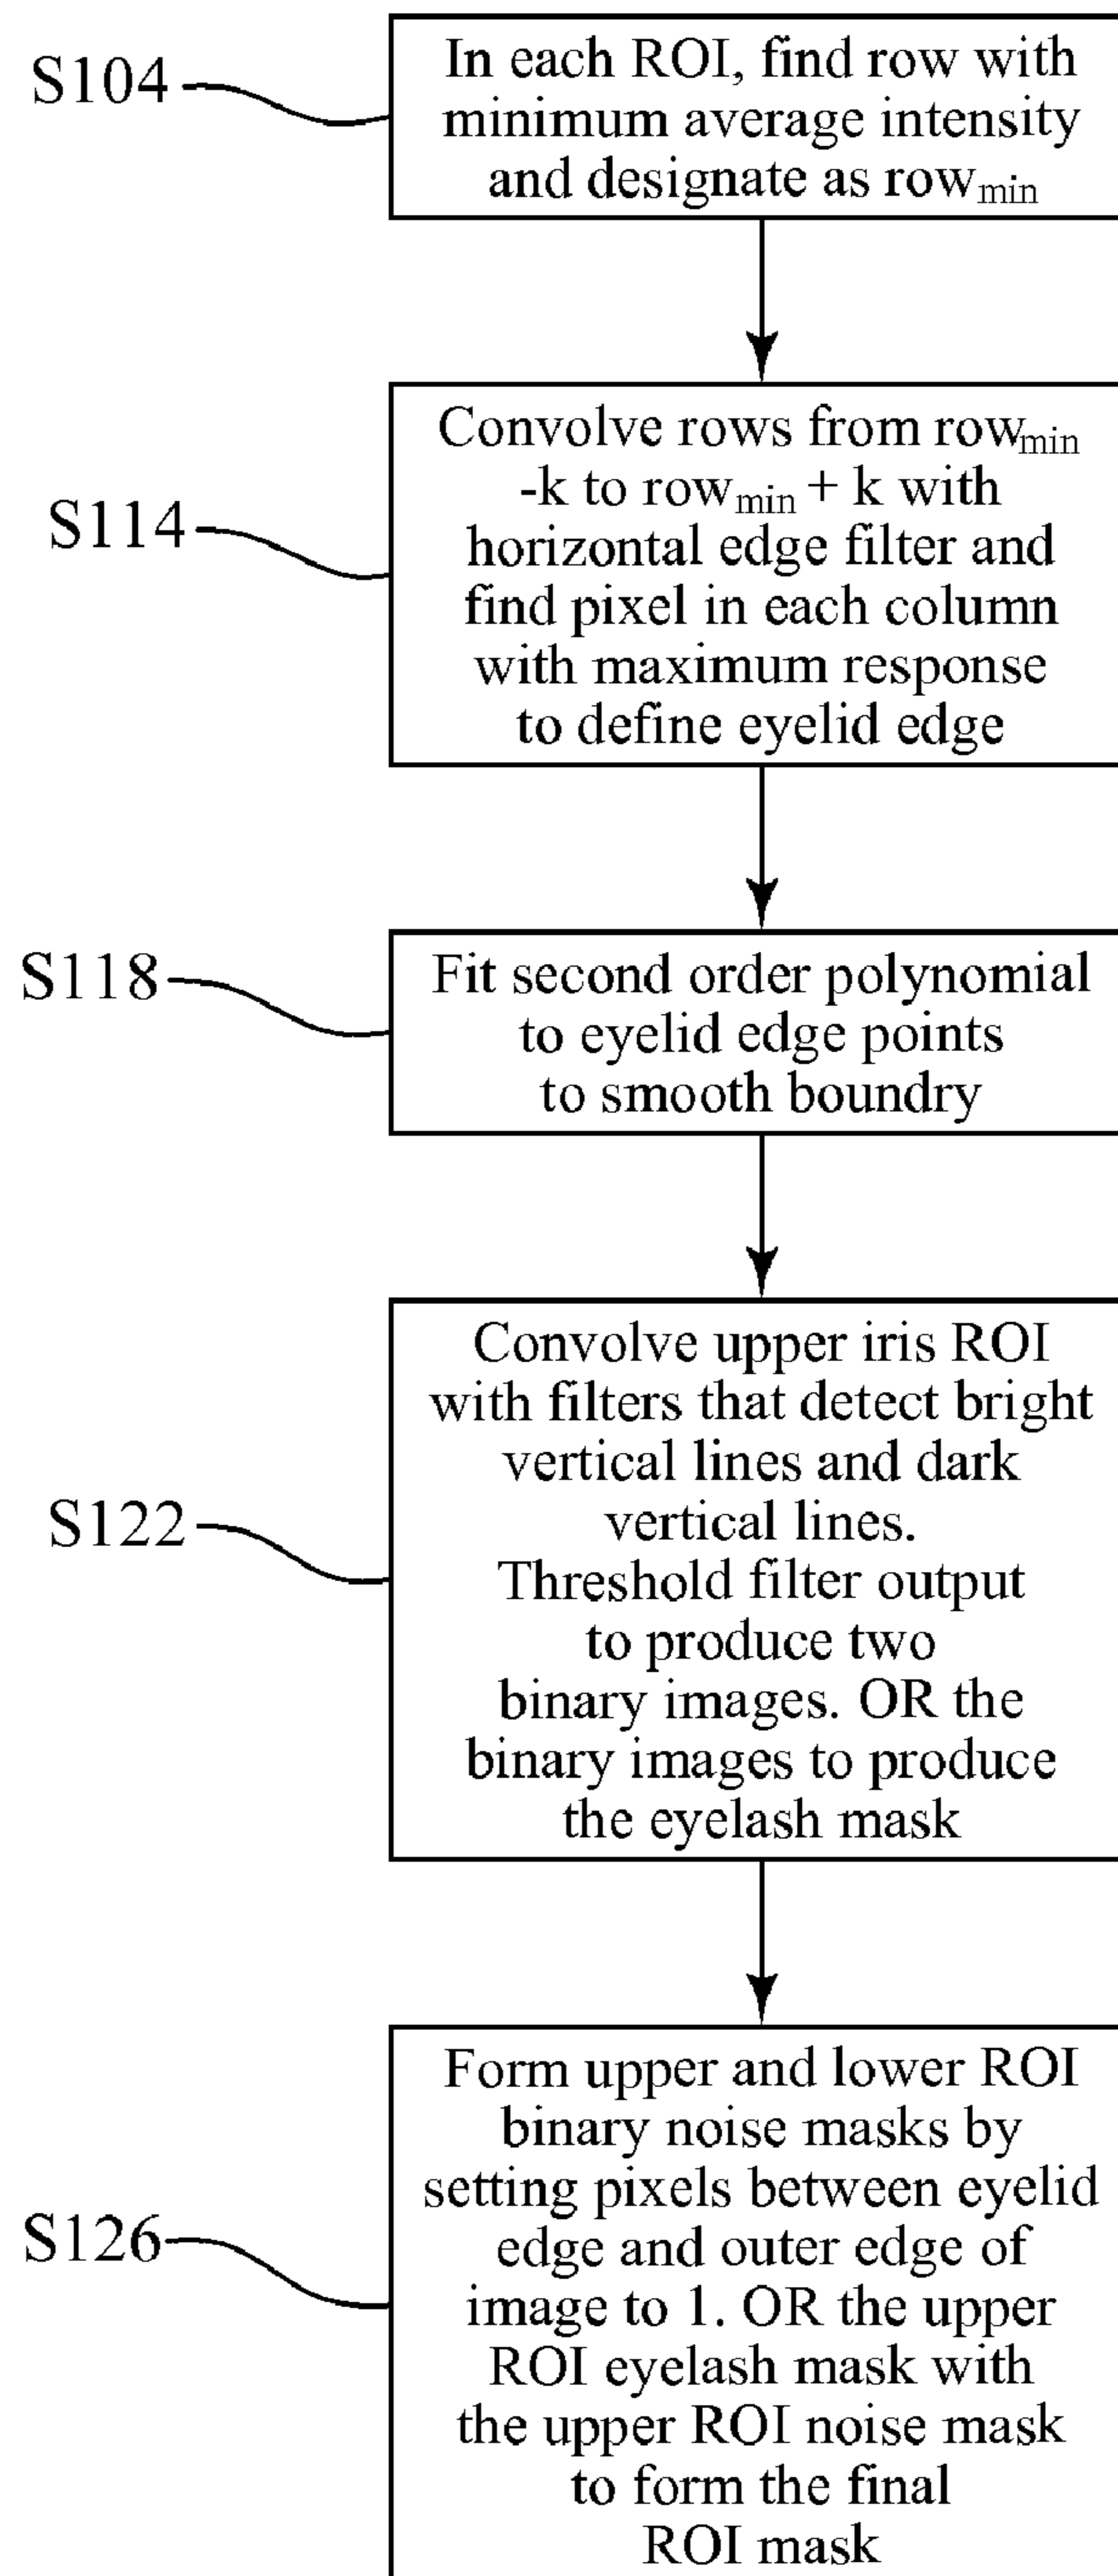 S104
In each ROI, find row with
minimum average intensity
and designate as rowmin
S114
Convolve rows from rowmin
-k to rowmin + k with
horizontal edge filter and
find pixel in each column
with maximum response
to define eyelid edge
S118
Fit second order polynomial
to eyelid edge points
to smooth boundry
S122
Convolve upper iris ROI
with filters that detect bright
vertical lines and dark
vertical lines.
Threshold filter output
to produce two
binary images. OR the
binary images to produce
the eyelash mask
S126
Form upper and lower ROI
binary noise masks by
setting pixels between eyelid
edge and outer edge of
image to 1. OR the upper
ROI eyelash mask with
the upper ROI noise mask
to form the final
ROI mask